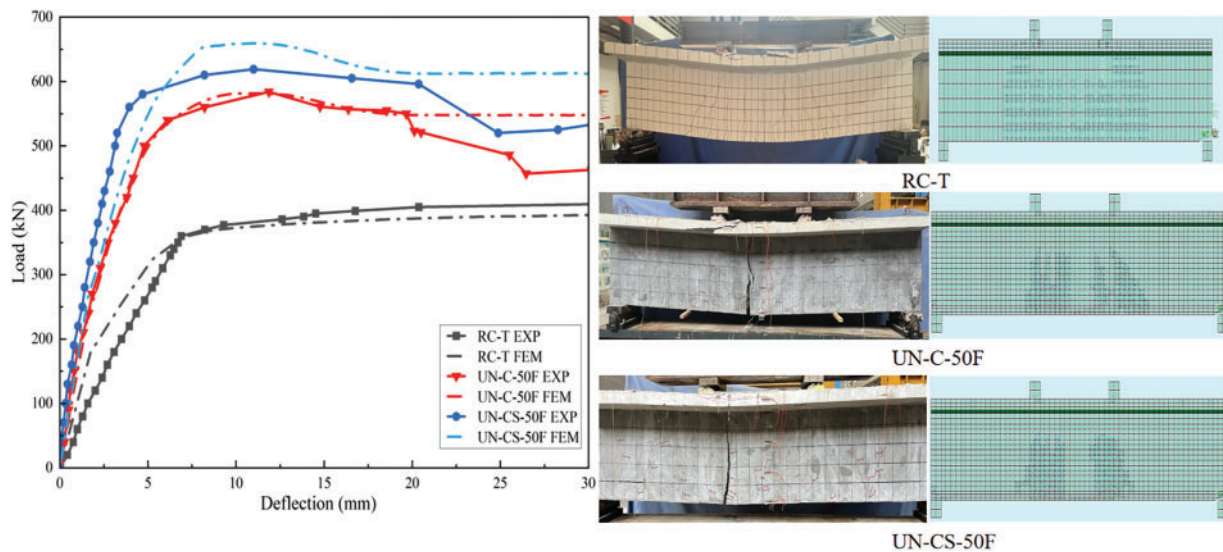 700
600
500
400
300
200
100
0
Load (kN)
0 5 10 15 20 25 30
Deflection (mm)
RC-T EXP
RC-T FEM
UN-C-50F EXP
UN-C-50F FEM
UN-CS-50F EXP
UN-CS-50F FEM
RC-T
UN-C-50F
UN-CS-50F